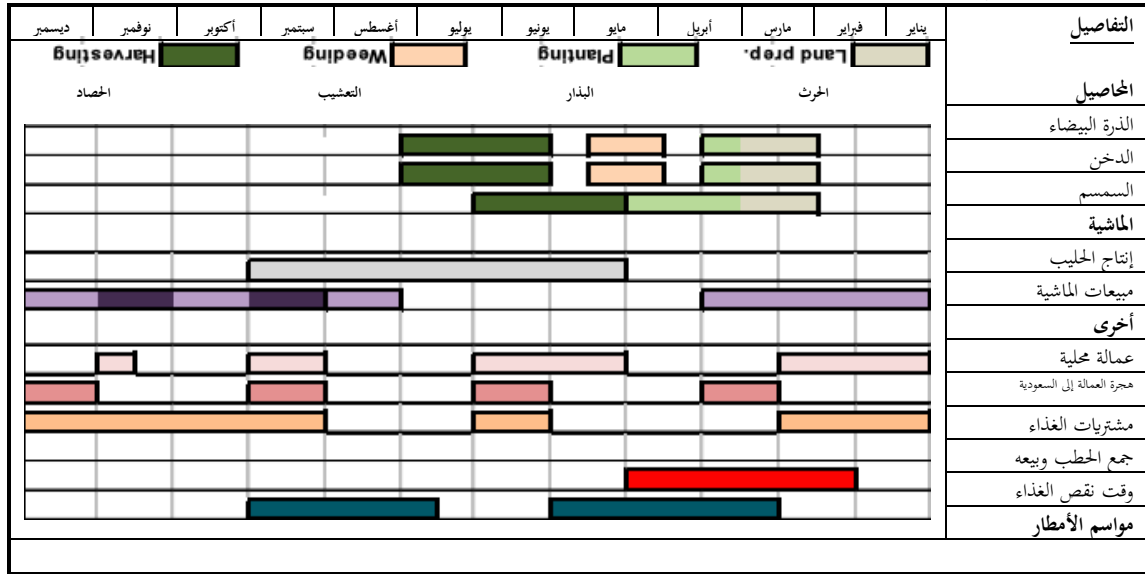 التفاصيل يناير فبراير مارس أبريل مايو يونيو يوليو أغسطس سبتمبر أكتوبر نوفمبر ديسمبر
Land prep. Planting Weeding Harvesting
المحاصيل الحرث البذار التعشيب الحصاد
الذرة البيضاء
الدخن
السمسم
الماشية
إنتاج الحليب
مبيعات الماشية
أخرى
عمالة محلية
هجرة العمالة إلى السعودية
مشتريات الغذاء
جمع الحطب وبيعه
وقت نقص الغذاء
مواسم الأمطار